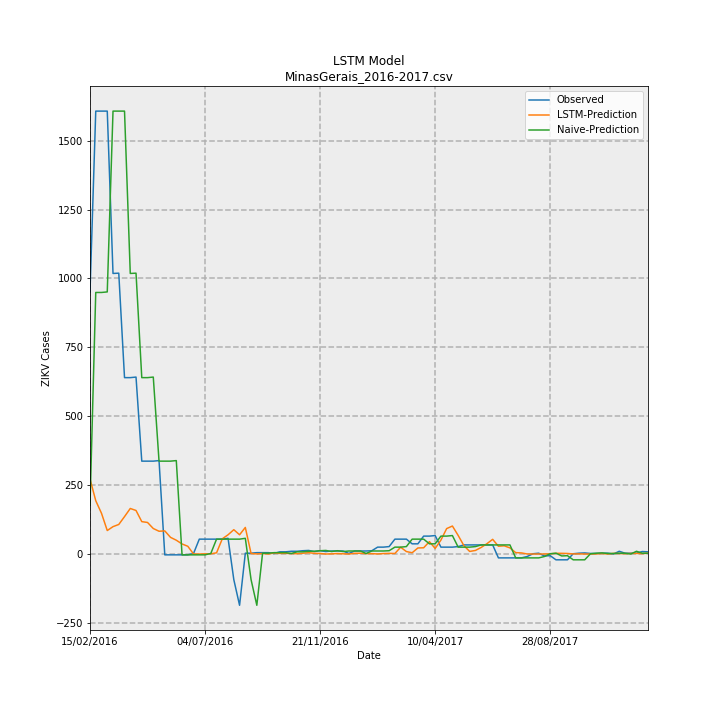 LSTM Model
MinasGerais_2016-2017.csv
Observed
LSTM-Prediction
Naive-Prediction
ZIKV Cases
1500
1250
1000
750
500
250
0
−250
15/02/2016 04/07/2016 21/11/2016 10/04/2017 28/08/2017
Date